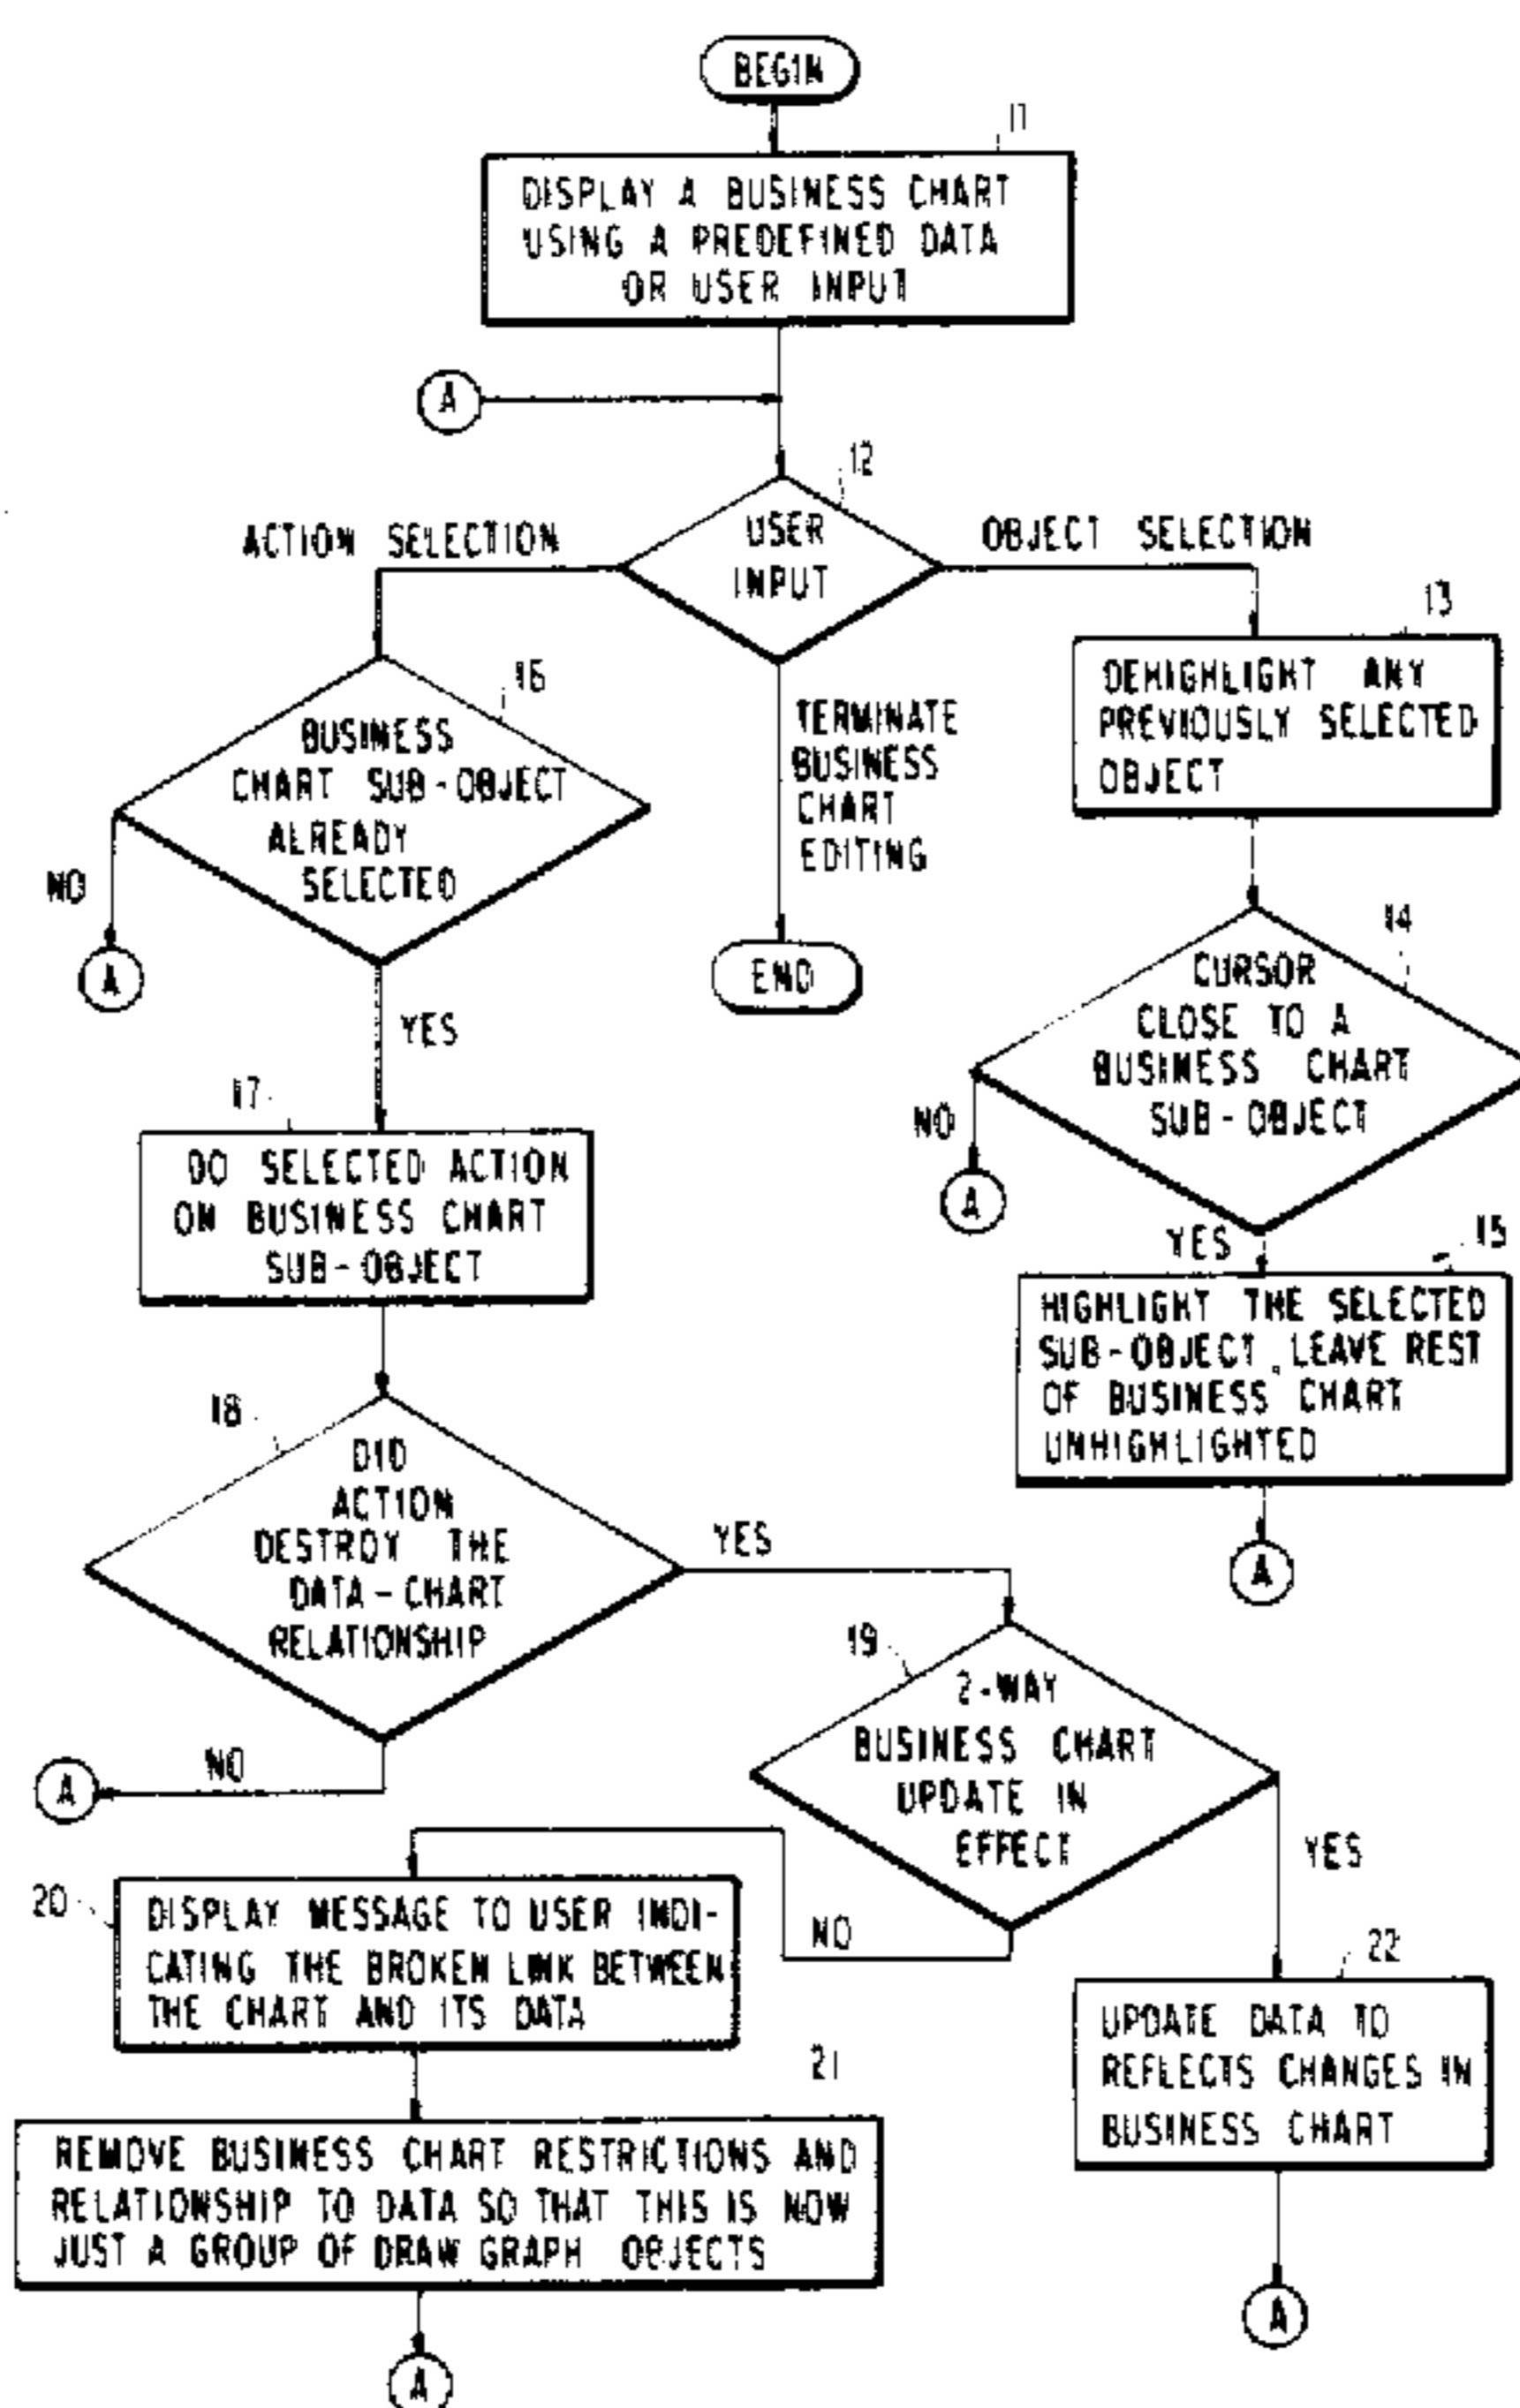 BEGIN
11
DISPLAY A BUSINESS CHART
USING A PREDEFINED DATA
OR USER INPUT
A
12
USER
INPUT
ACTION SELECTION
OBJECT SELECTION
13
DEHIGHLIGHT ANY
PREVIOUSLY SELECTED
OBJECT
16
BUSINESS
CHART SUB-OBJECT
ALREADY
SELECTED
TERMINATE
BUSINESS
CHART
EDITING
NO
A
END
YES
14
CURSOR
CLOSE TO A
BUSINESS CHART
SUB-OBJECT
NO
A
YES
17
DO SELECTED ACTION
ON BUSINESS CHART
SUB-OBJECT
15
HIGHLIGHT THE SELECTED
SUB-OBJECT, LEAVE REST
OF BUSINESS CHART
UNHIGHLIGHTED
A
18
DID
ACTION
DESTROY THE
DATA-CHART
RELATIONSHIP
YES
NO
A
19
2-WAY
BUSINESS CHART
UPDATE IN
EFFECT
YES
NO
20
DISPLAY MESSAGE TO USER INDI-
CATING THE BROKEN LINK BETWEEN
THE CHART AND ITS DATA
22
UPDATE DATA TO
REFLECTS CHANGES IN
BUSINESS CHART
21
REMOVE BUSINESS CHART RESTRICTIONS AND
RELATIONSHIP TO DATA SO THAT THIS IS NOW
JUST A GROUP OF DRAW GRAPH OBJECTS
A
A